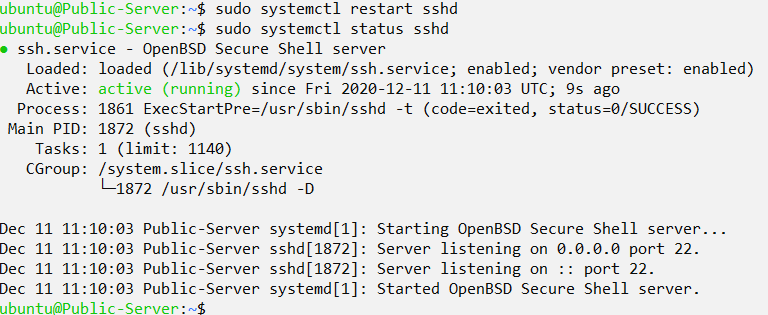 ubuntu@Public-Server:~$ sudo systemctl restart sshd
ubuntu@Public-Server:~$ sudo systemctl status sshd
● ssh.service - OpenBSD Secure Shell server
   Loaded: loaded (/lib/systemd/system/ssh.service; enabled; vendor preset: enabled)
   Active: active (running) since Fri 2020-12-11 11:10:03 UTC; 9s ago
  Process: 1861 ExecStartPre=/usr/sbin/sshd -t (code=exited, status=0/SUCCESS)
 Main PID: 1872 (sshd)
    Tasks: 1 (limit: 1140)
   CGroup: /system.slice/ssh.service
           └─1872 /usr/sbin/sshd -D

Dec 11 11:10:03 Public-Server systemd[1]: Starting OpenBSD Secure Shell server...
Dec 11 11:10:03 Public-Server sshd[1872]: Server listening on 0.0.0.0 port 22.
Dec 11 11:10:03 Public-Server sshd[1872]: Server listening on :: port 22.
Dec 11 11:10:03 Public-Server systemd[1]: Started OpenBSD Secure Shell server.
ubuntu@Public-Server:~$